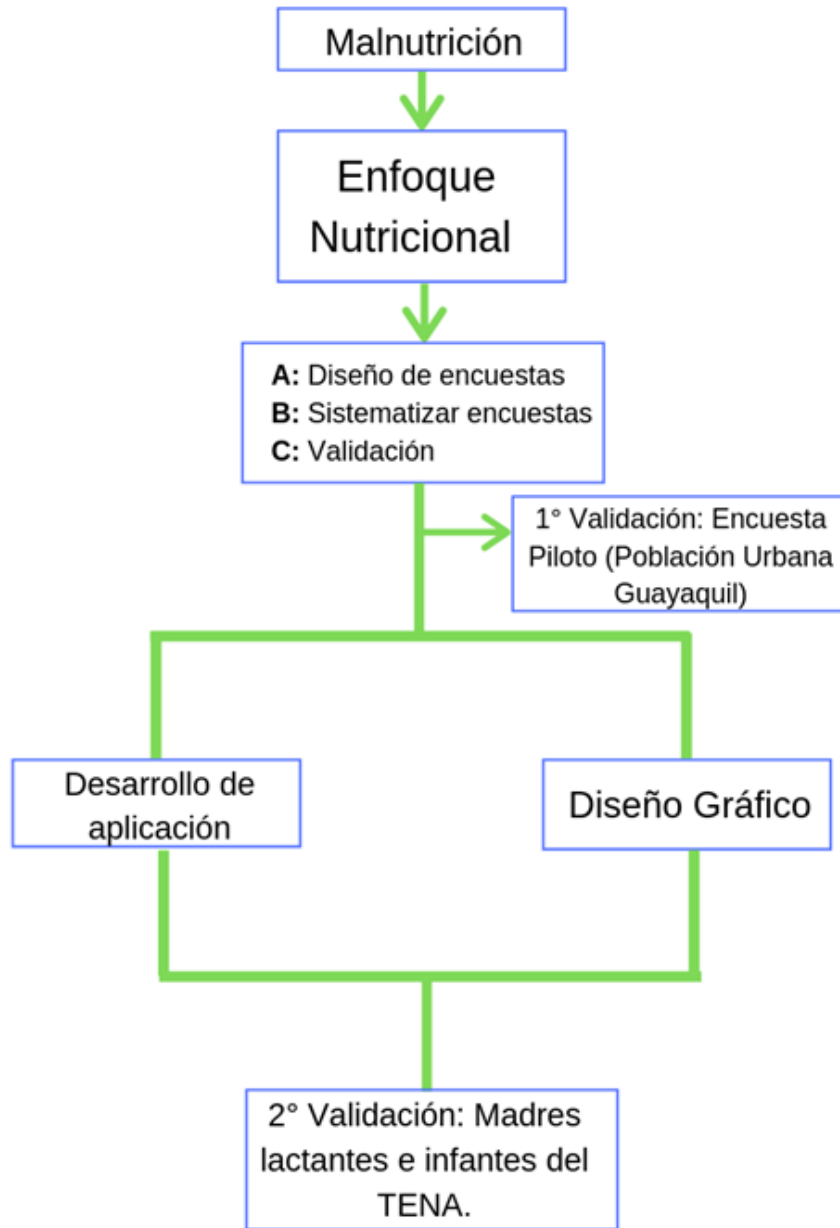 Malnutrición
Enfoque
Nutricional
A: Diseño de encuestas
B: Sistematizar encuestas
C: Validación
1° Validación: Encuesta
Piloto (Población Urbana
Guayaquil)
Desarrollo de
aplicación
Diseño Gráfico
2° Validación: Madres
lactantes e infantes del
TENA.